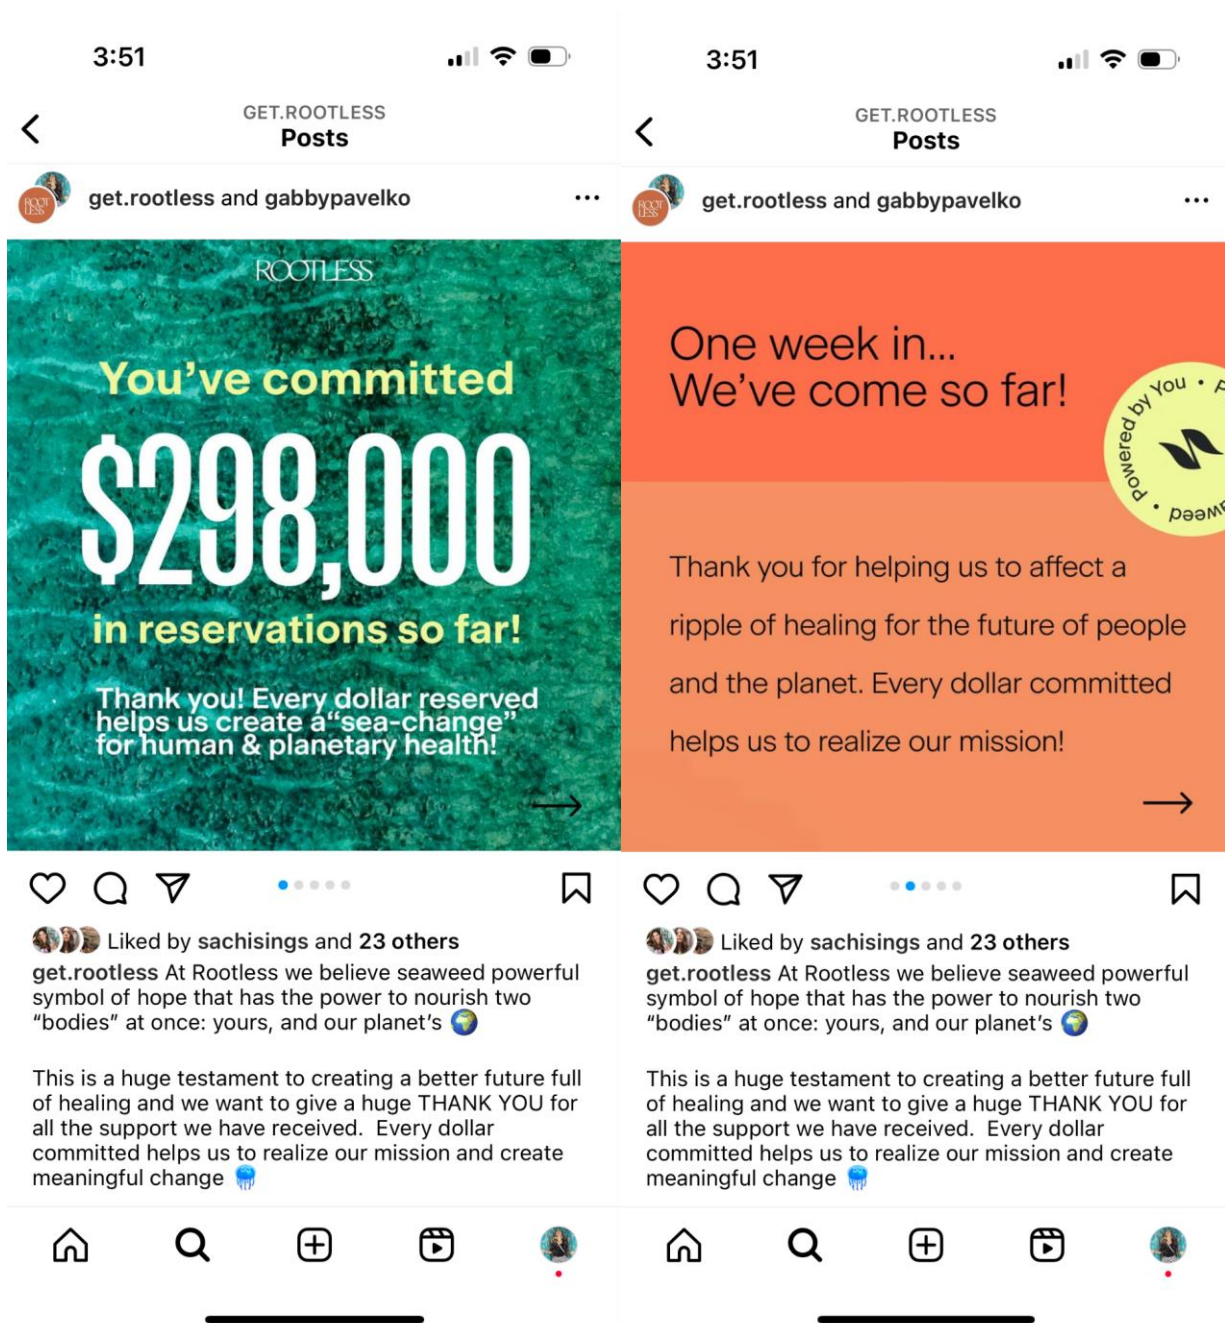 3:51
GET.ROOTLESS
Posts
get.rootless and gabbypavelko
ROOTLESS
You've committed
$298,000
in reservations so far!
Thank you! Every dollar reserved
helps us create a“sea-change”
for human & planetary health!
Liked by sachisings and 23 others
get.rootless At Rootless we believe seaweed powerful
symbol of hope that has the power to nourish two
“bodies” at once: yours, and our planet's
This is a huge testament to creating a better future full
of healing and we want to give a huge THANK YOU for
all the support we have received.  Every dollar
committed helps us to realize our mission and create
meaningful change
3:51
GET.ROOTLESS
Posts
get.rootless and gabbypavelko
One week in...
We've come so far!
Powered by You •
Thank you for helping us to affect a
ripple of healing for the future of people
and the planet. Every dollar committed
helps us to realize our mission!
Liked by sachisings and 23 others
get.rootless At Rootless we believe seaweed powerful
symbol of hope that has the power to nourish two
“bodies” at once: yours, and our planet's
This is a huge testament to creating a better future full
of healing and we want to give a huge THANK YOU for
all the support we have received.  Every dollar
committed helps us to realize our mission and create
meaningful change